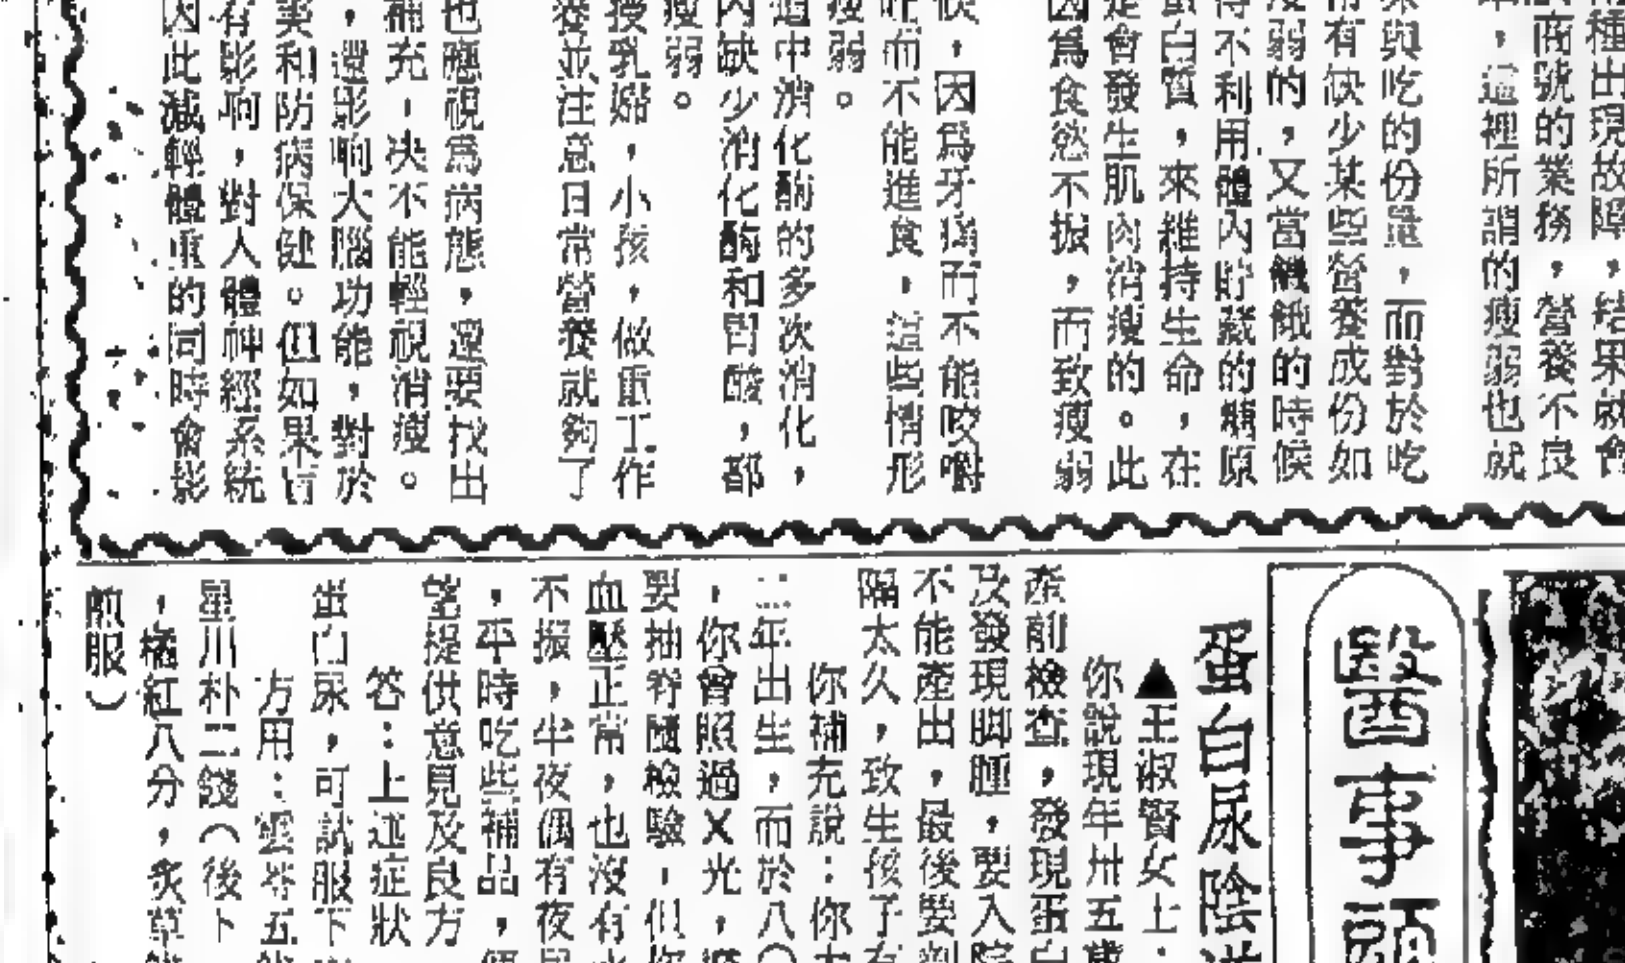 種出現故障，結果就會
商號的業務，營養不良
，這裡所謂的瘦弱也就
與吃的份量，而對於吃
有缺少某些營養成份如
弱的，又當饑餓的時候
不利用體內貯藏的糖原
蛋白質，來維持生命，在
是會發生肌肉消瘦的。此
因爲食慾不振，而致瘦弱
快，因爲牙痛而不能咬嚼
吐而不能進食，這些情形
瘦弱。
道中消化酶的多次消化，
內缺少消化酶和胃酸，都
瘦弱。
授乳婦，小孩，做重工作
養並注意日常營養就夠了
也應視爲病態，還要找出
補充，決不能輕視消瘦。
，還影响大腦功能，對於
和防病保健。但如果
有影响，對人體神經系統
因此減輕體重的同時會影
醫事
蛋白尿陰
▲王淑賢女士：
你說現年卅五歲
產前檢查，發現蛋白
及發現脚腫，要入院
不能產出，最後要剖
隔太久，致生孩子有
你補充說：你
二年出生，而於八〇
，你曾照過X光，
要抽脊髓檢驗，但你
血壓正常，也沒有
不振，半夜偶有夜尿
，平時吃些補品，
望提供意見及良方
答：上述症狀
蛋白尿，可試服下
方用：雲苓五錢
星川朴二錢（後下
，橘紅八分，炙草
煎服）